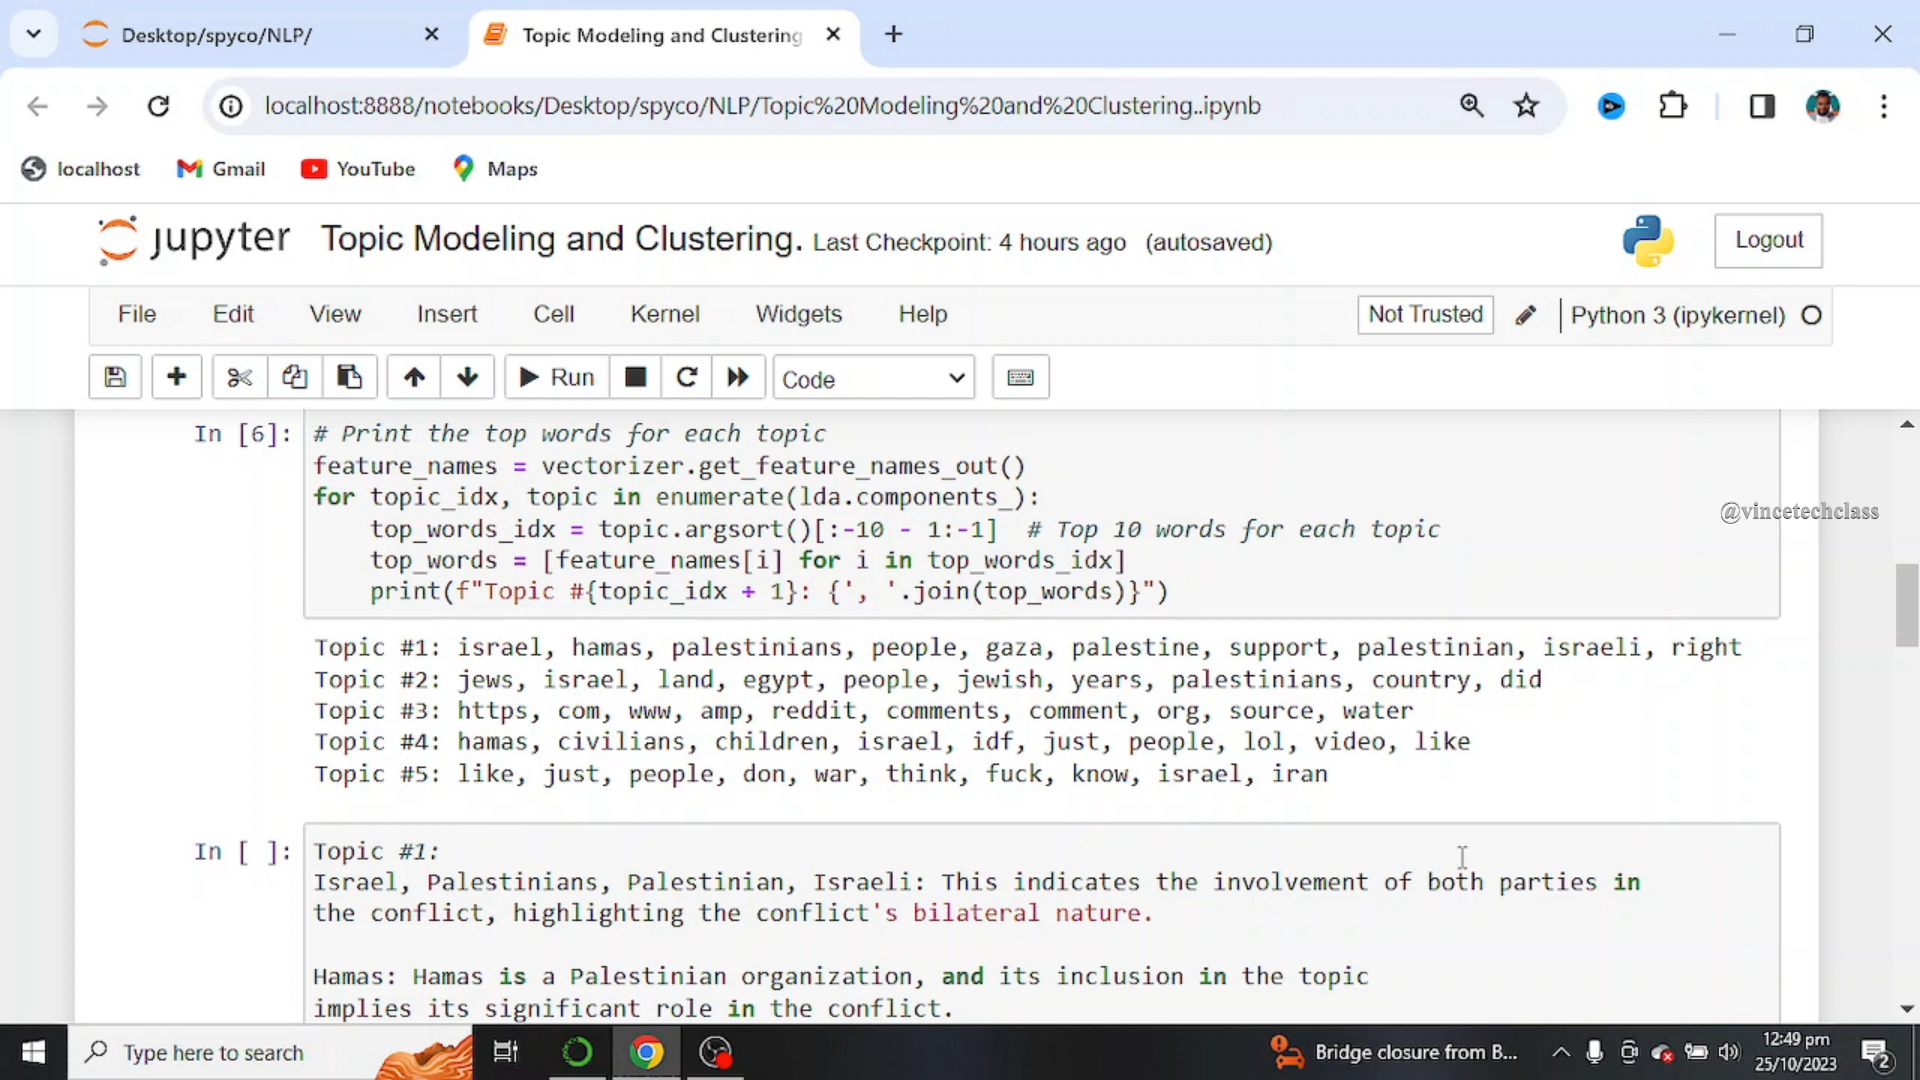 Desktop/spyco/NLP/
Topic Modeling and Clustering
localhost:8888/notebooks/Desktop/spyco/NLP/Topic%20Modeling%20and%20Clustering..ipynb
localhost
Gmail
YouTube
Maps
jupyter
Topic Modeling and Clustering. Last Checkpoint: 4 hours ago (autosaved)
Logout
File
Edit
View
Insert
Cell
Kernel
Widgets
Help
Not Trusted
Python 3 (ipykernel)
Run
Code
In [6]:
# Print the top words for each topic
feature_names = vectorizer.get_feature_names_out()
for topic_idx, topic in enumerate(lda.components_):
    top_words_idx = topic.argsort()[:-10 - 1:-1]  # Top 10 words for each topic
    top_words = [feature_names[i] for i in top_words_idx]
    print(f"Topic #{topic_idx + 1}: {', '.join(top_words)}")
@vincetechclass
Topic #1: israel, hamas, palestinians, people, gaza, palestine, support, palestinian, israeli, right
Topic #2: jews, israel, land, egypt, people, jewish, years, palestinians, country, did
Topic #3: https, com, www, amp, reddit, comments, comment, org, source, water
Topic #4: hamas, civilians, children, israel, idf, just, people, lol, video, like
Topic #5: like, just, people, don, war, think, fuck, know, israel, iran
In [ ]:
Topic #1:
Israel, Palestinians, Palestinian, Israeli: This indicates the involvement of both parties in
the conflict, highlighting the conflict's bilateral nature.
Hamas: Hamas is a Palestinian organization, and its inclusion in the topic
implies its significant role in the conflict.
Type here to search
Bridge closure from B...
12:49 pm
25/10/2023
2